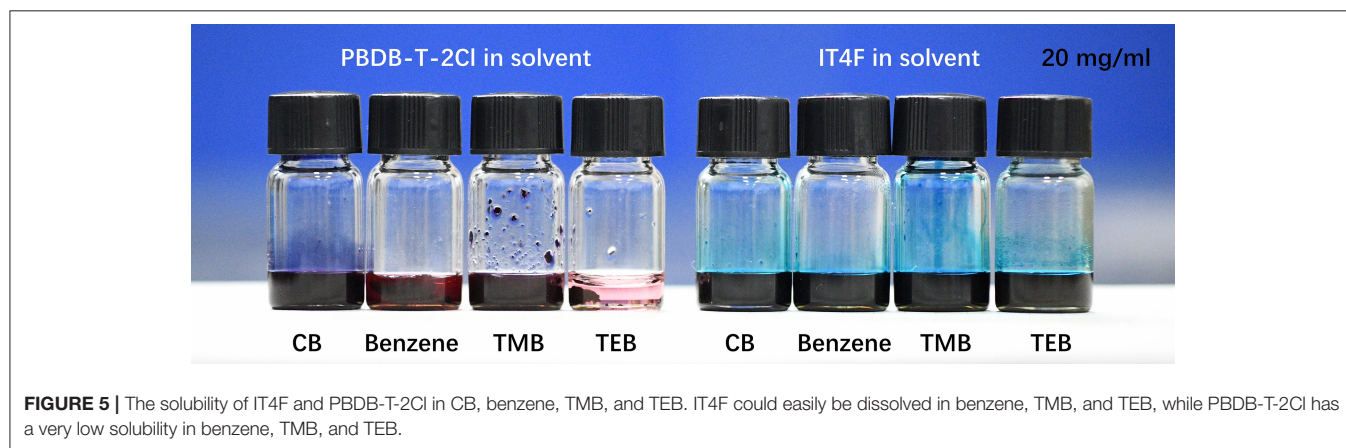 PBDB-T-2Cl in solvent
IT4F in solvent
20 mg/ml
CB Benzene TMB TEB
CB Benzene TMB TEB
FIGURE 5 | The solubility of IT4F and PBDB-T-2Cl in CB, benzene, TMB, and TEB. IT4F could easily be dissolved in benzene, TMB, and TEB, while PBDB-T-2Cl has
a very low solubility in benzene, TMB, and TEB.